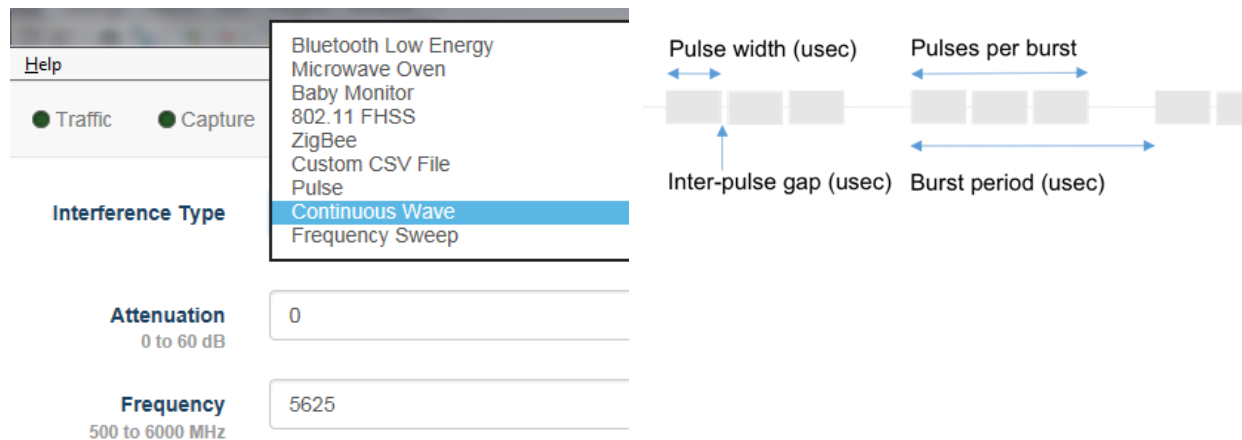 Help
Traffic
Capture
Interference Type
Bluetooth Low Energy
Microwave Oven
Baby Monitor
802.11 FHSS
ZigBee
Custom CSV File
Pulse
Continuous Wave
Frequency Sweep
Attenuation
0 to 60 dB
0
Frequency
500 to 6000 MHz
5625
Pulse width (usec)
Pulses per burst
Inter-pulse gap (usec)
Burst period (usec)